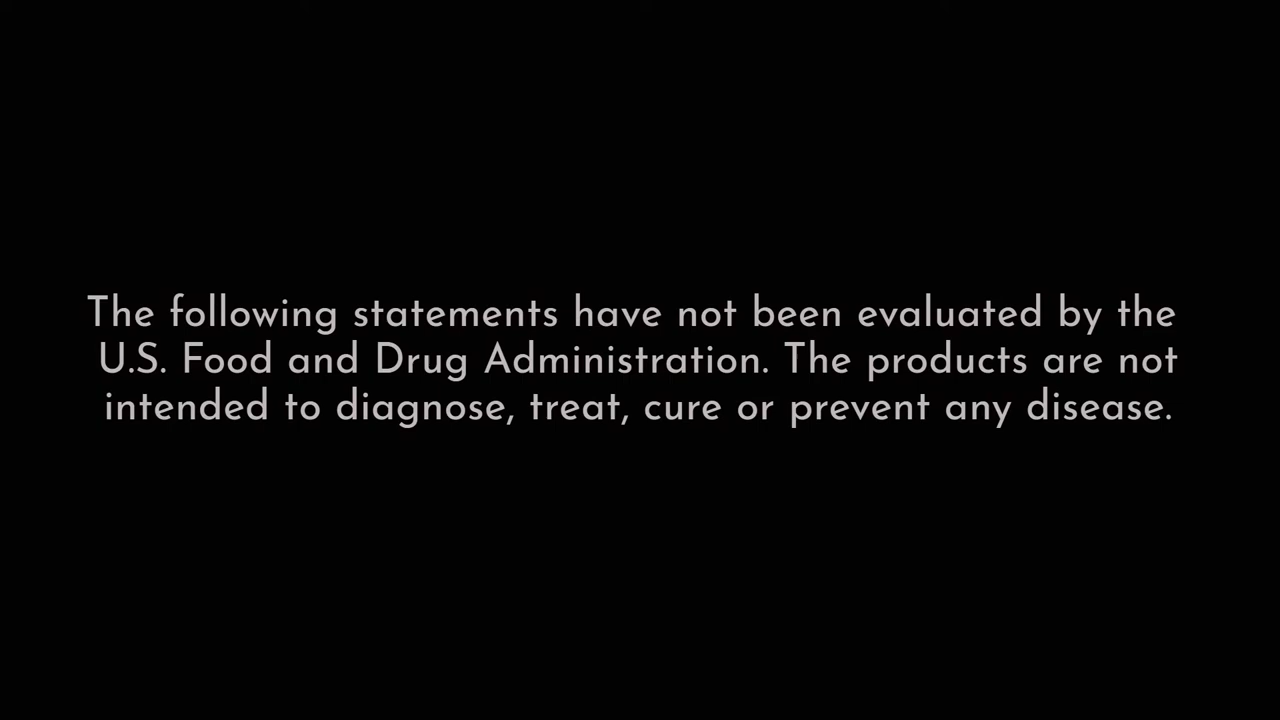 The following statements have not been evaluated by the
U.S. Food and Drug Administration. The products are not
intended to diagnose, treat, cure or prevent any disease.